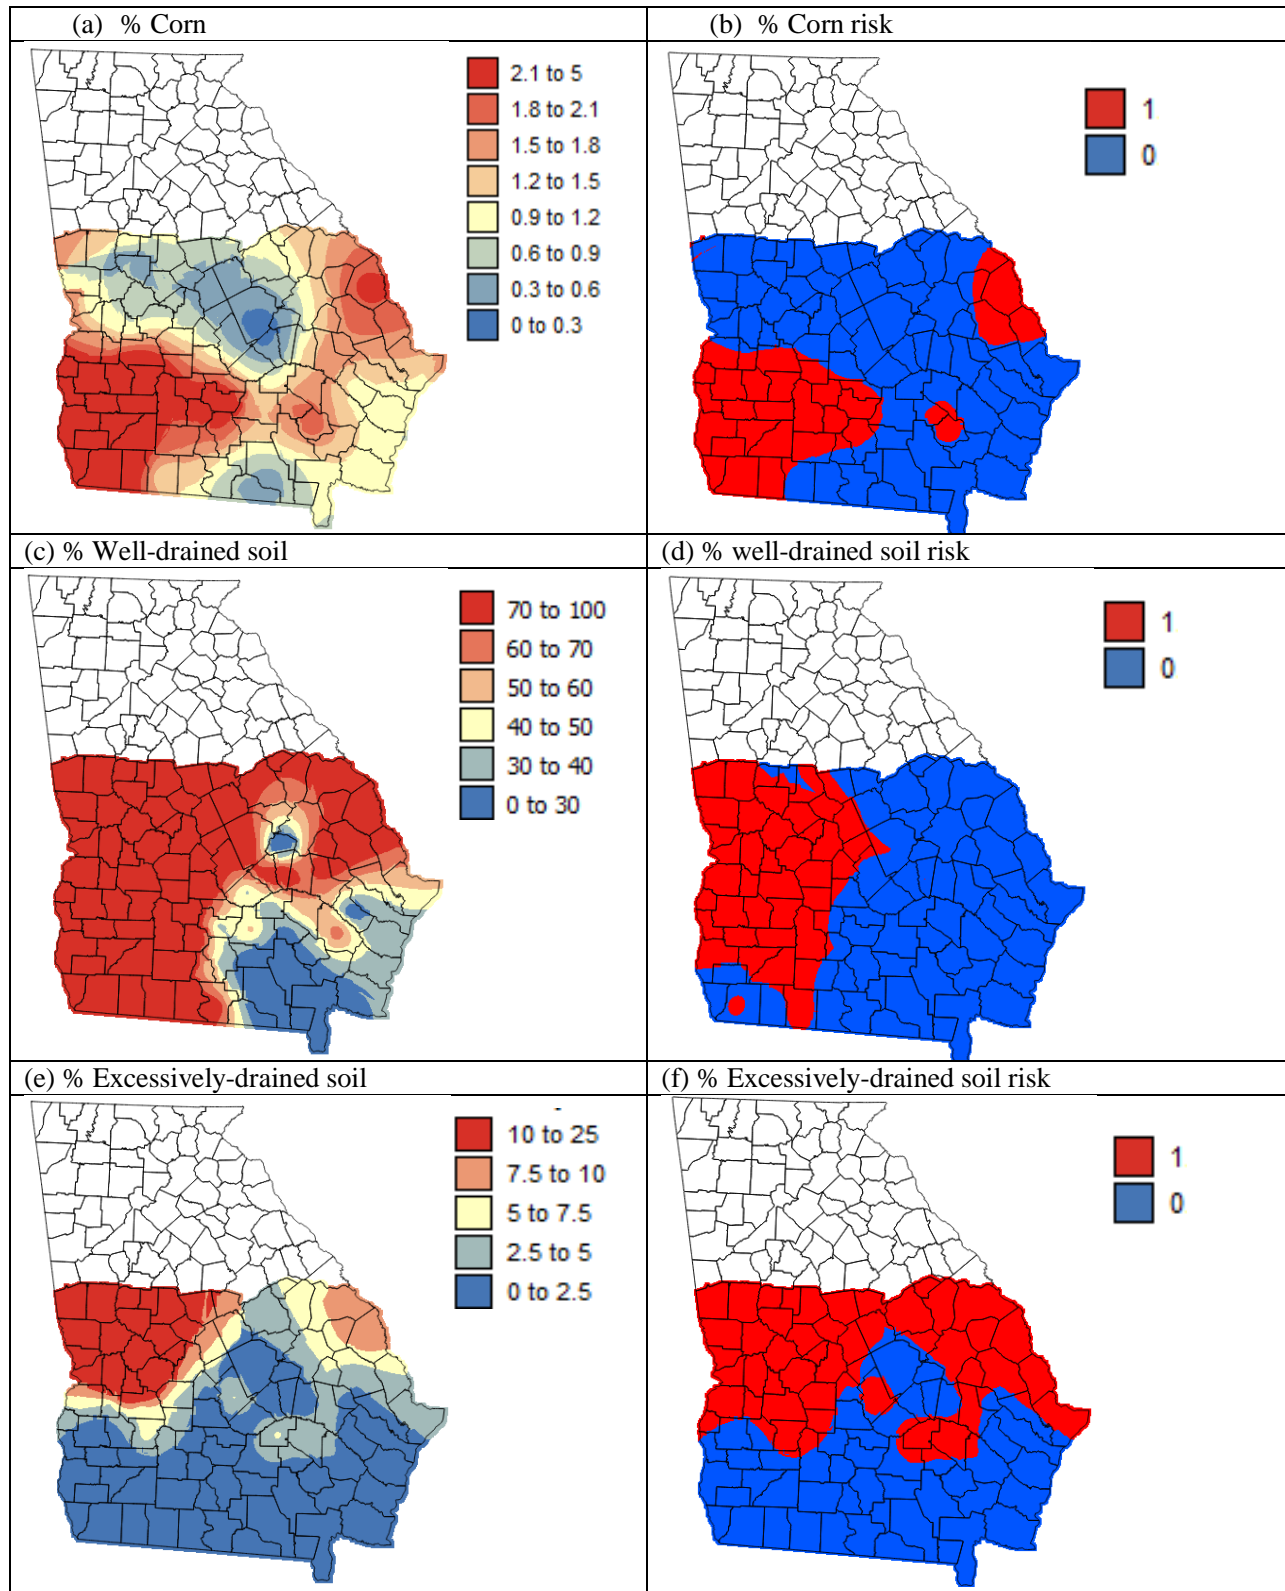 (a) % Corn
(b) % Corn risk
2.1 to 5
1.8 to 2.1
1.5 to 1.8
1.2 to 1.5
0.9 to 1.2
0.6 to 0.9
0.3 to 0.6
0 to 0.3
1
0
(c) % Well-drained soil
(d) % well-drained soil risk
70 to 100
60 to 70
50 to 60
40 to 50
30 to 40
0 to 30
1
0
(e) % Excessively-drained soil
(f) % Excessively-drained soil risk
10 to 25
7.5 to 10
5 to 7.5
2.5 to 5
0 to 2.5
1
0